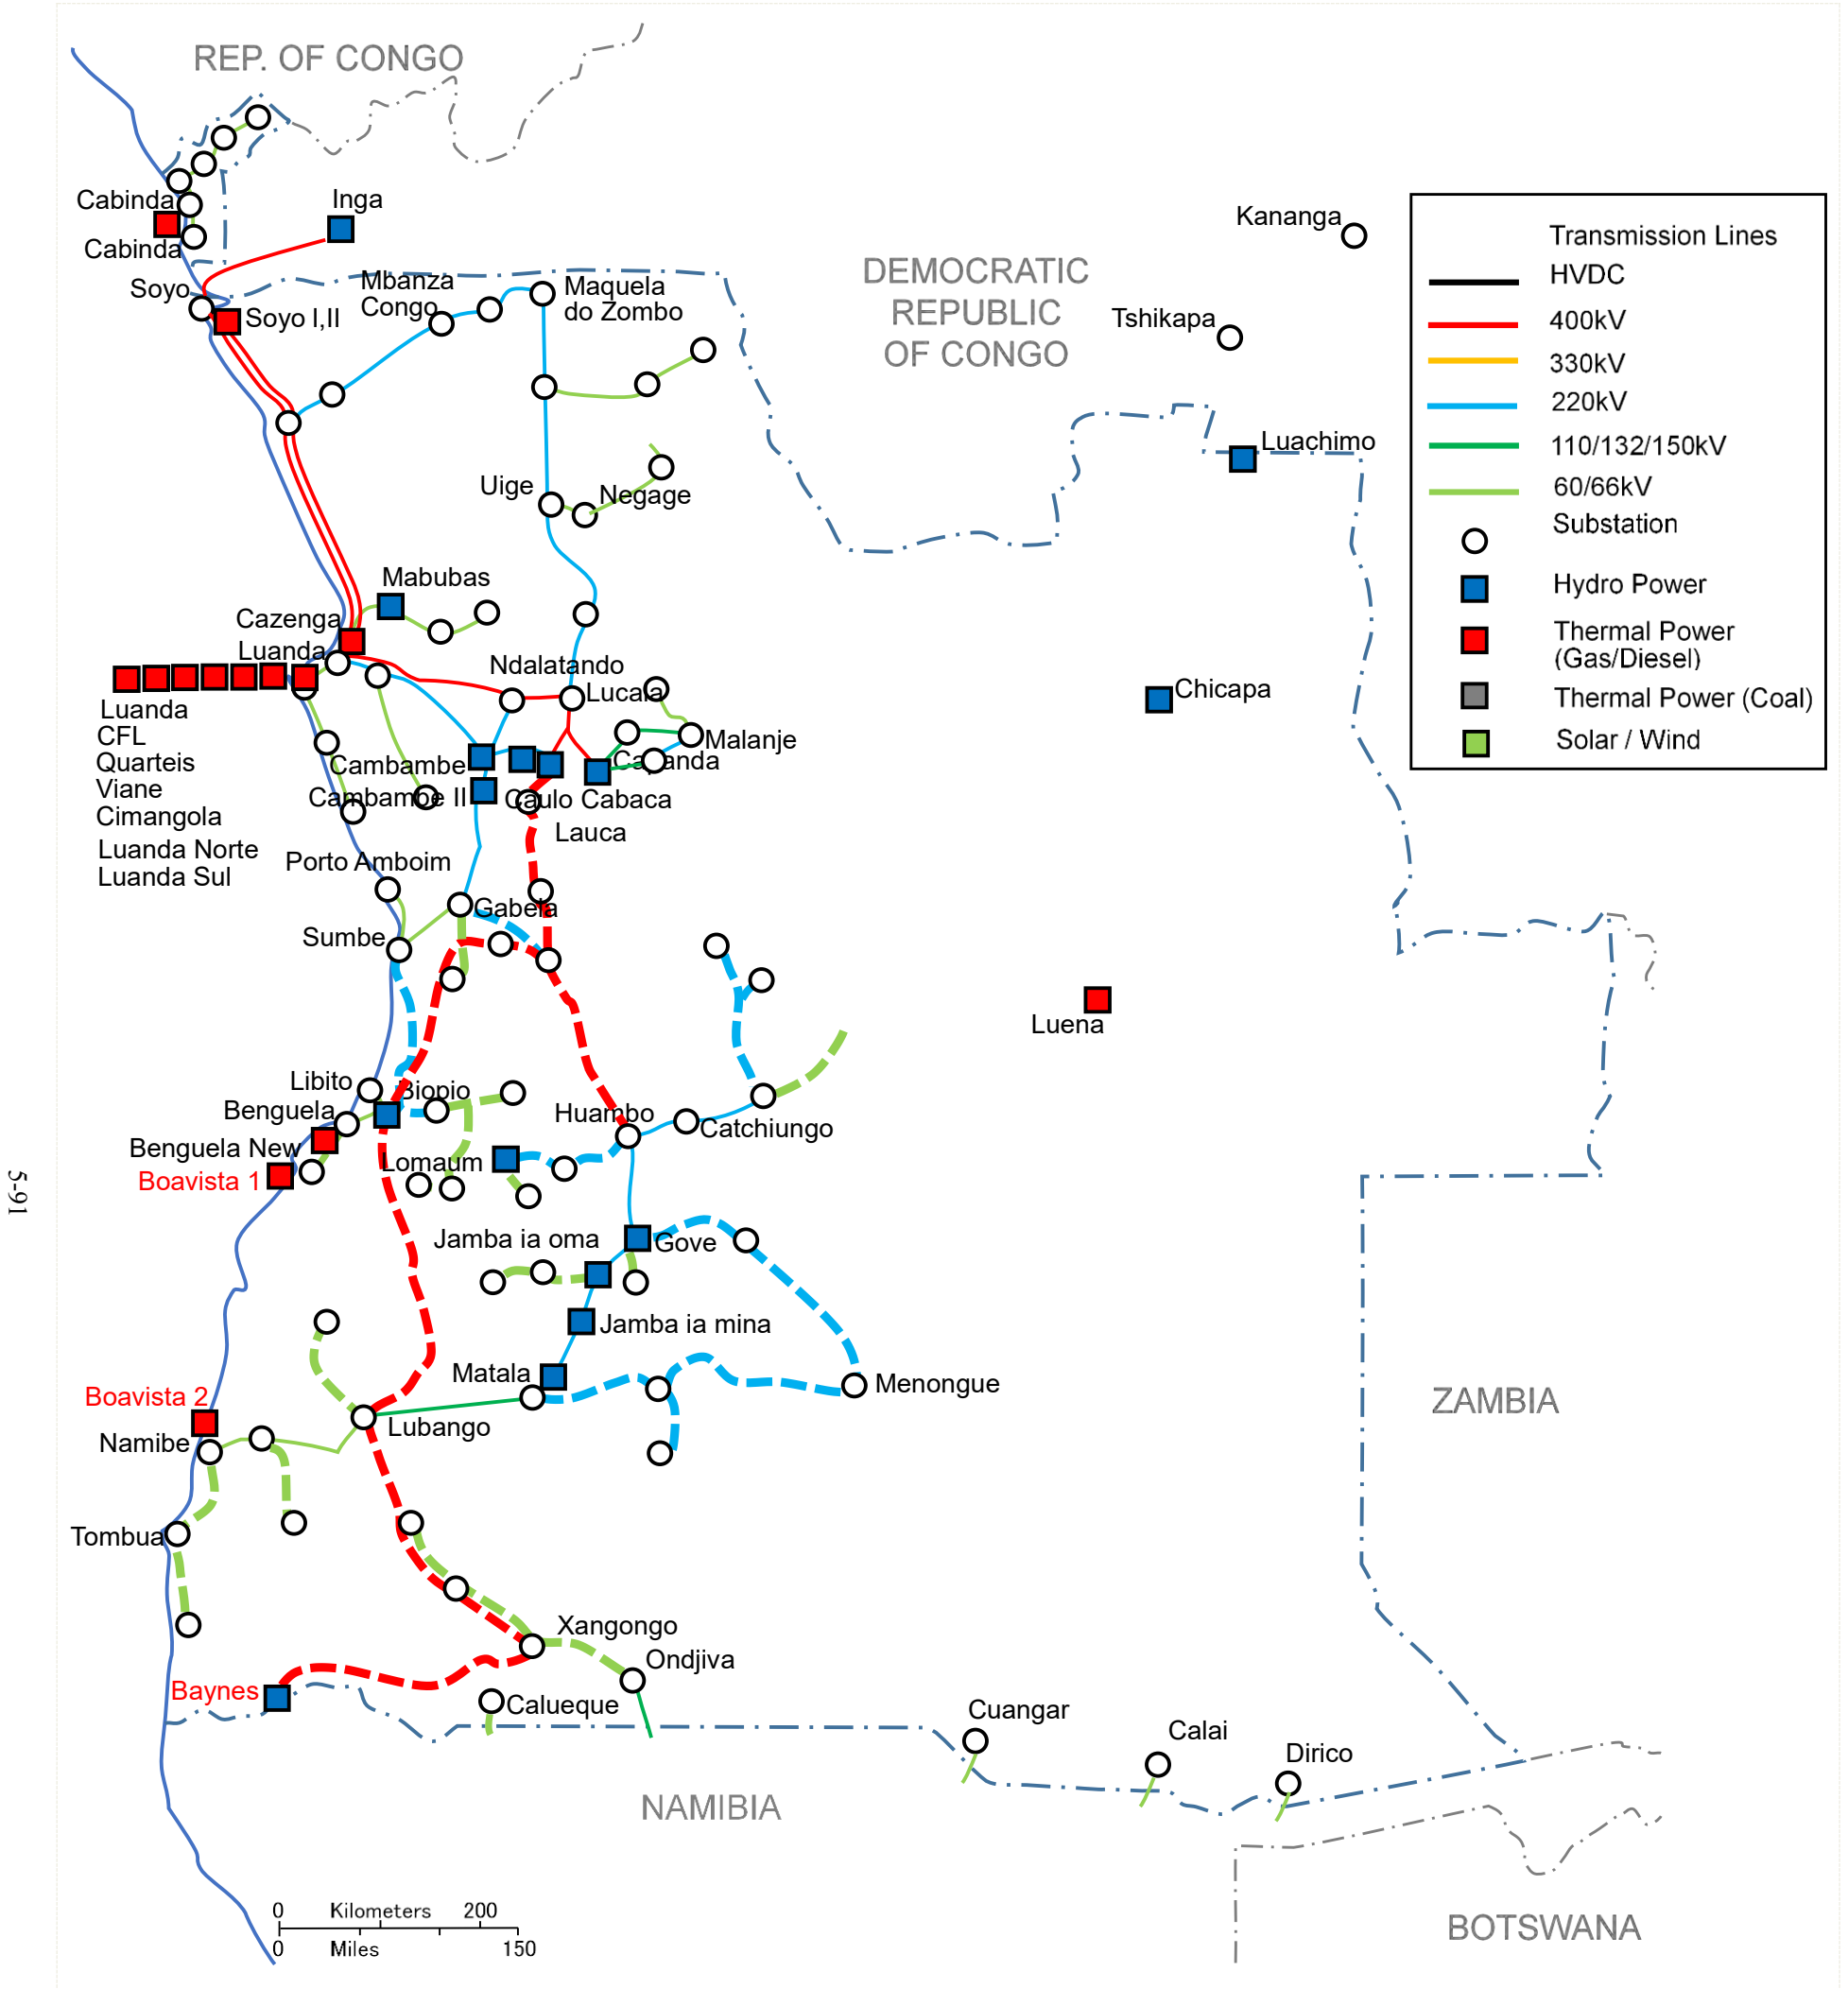 REP. OF CONGO
Cabinda
Inga
Cabinda
Soyo
Soyo I,II
Mbanza
Congo
Maquela
do Zombo
DEMOCRATIC
REPUBLIC
OF CONGO
Kananga
Tshikapa
Luachimo
Transmission Lines
HVDC
400kV
330kV
220kV
110/132/150kV
60/66kV
Substation
Hydro Power
Thermal Power
(Gas/Diesel)
Thermal Power (Coal)
Solar / Wind
Uige
Negage
Mabubas
Cazenga
Luanda
Ndalatando
Lucala
Chicapa
Malanje
Capanda
Cambambe
Cambambe II
Caulo Cabaca
Lauca
Luanda
CFL
Quarteis
Viane
Cimangola
Luanda Norte
Luanda Sul
Porto Amboim
Gabela
Sumbe
Luena
Libito
Biopio
Benguela
Benguela New
Boavista 1
Huambo
Catchiungo
Lomaum
5-91
Jamba ia oma
Gove
Jamba ia mina
Matala
Menongue
ZAMBIA
Boavista 2
Namibe
Lubango
Tombua
Xangongo
Ondjiva
Baynes
Calueque
Cuangar
Calai
Dirico
NAMIBIA
BOTSWANA
0 Kilometers 200
0 Miles 150